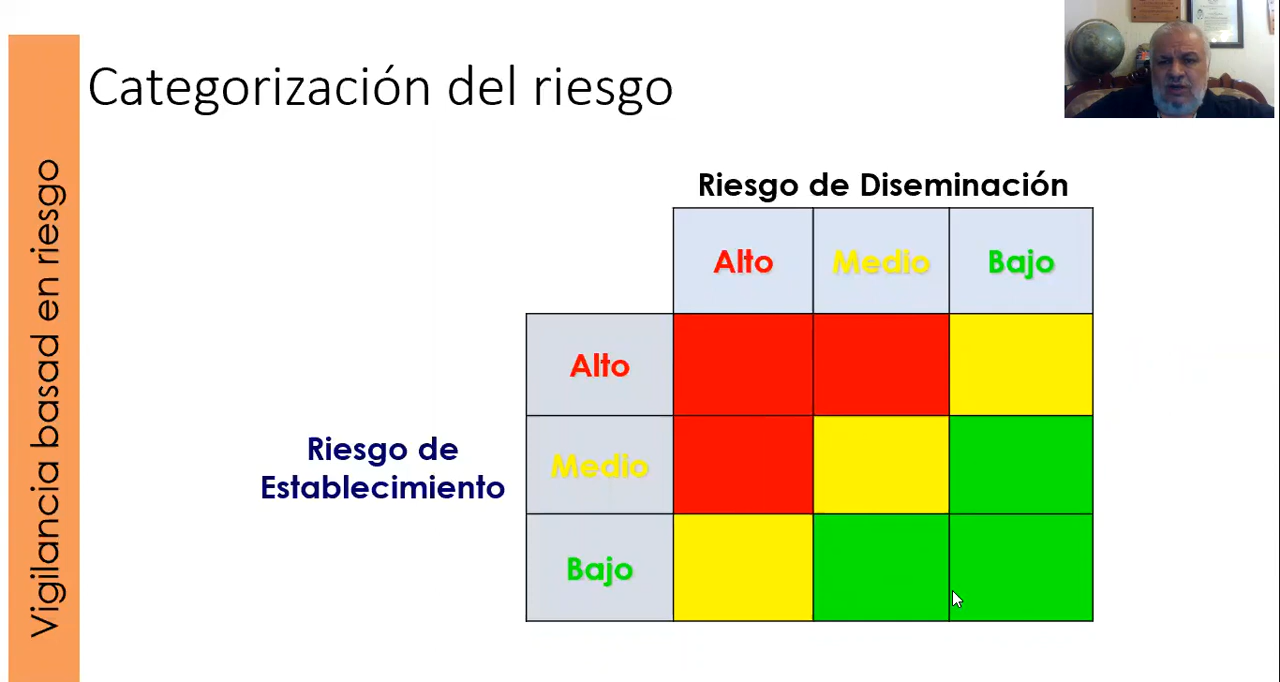 Categorización del riesgo
Vigilancia basad en riesgo
Riesgo de Diseminación
Alto Medio Bajo
Alto
Riesgo de
Establecimiento
Medio
Bajo